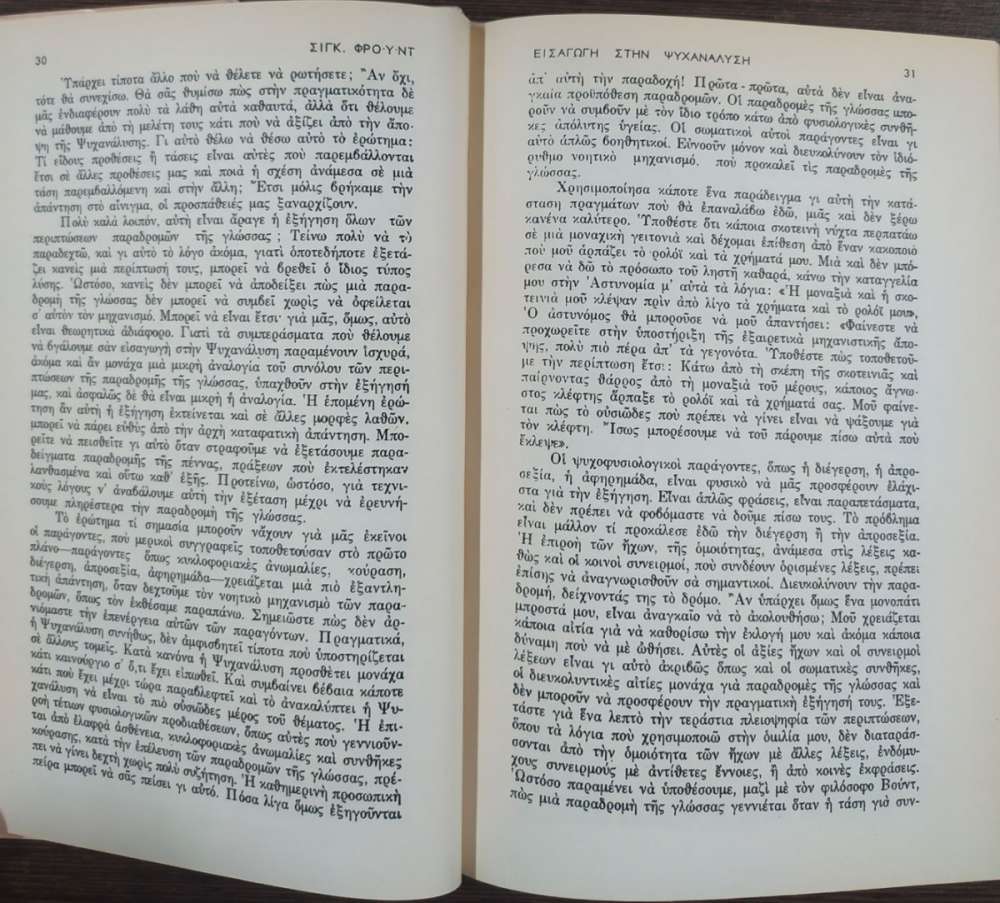 30
ΣΙΓΚ. ΦΡΟ·Υ·ΝΤ
Ὑπάρχει τίποτα ἄλλο ποὺ νὰ θέλετε νὰ ρωτήσετε; Ἂν ὄχι,
τότε θὰ συνεχίσω. Θὰ σᾶς θυμίσω πὼς στὴν πραγματικότητα δὲ
μᾶς ἐνδιαφέρουν πολὺ τὰ λάθη αὐτὰ καθαυτά, ἀλλὰ ὅτι θέλουμε
νὰ μάθουμε ἀπὸ τὴ μελέτη τους κάτι ποὺ νὰ ἀξίζει ἀπὸ τὴν ἄπο-
ψη τῆς Ψυχανάλυσης. Γι αὐτὸ θέλω νὰ θέσω αὐτὸ τὸ ἐρώτημα:
Τί εἴδους προθέσεις ἢ τάσεις εἶναι αὐτὲς ποὺ παρεμβάλλονται
ἔτσι σὲ ἄλλες προθέσεις μας καὶ ποιὰ ἡ σχέση ἀνάμεσα σὲ μιὰ
τάση παρεμβαλλόμενη καὶ στὴν ἄλλη; Ἔτσι μόλις βρήκαμε τὴν
ἀπάντηση στὸ αἴνιγμα, οἱ προσπάθειές μας ξαναρχίζουν.
Πολὺ καλὰ λοιπόν, αὐτὴ εἶναι ἄραγε ἡ ἐξήγηση ὅλων τῶν
περιπτώσεων παραδρομῶν τῆς γλώσσας; Τείνω πολὺ νὰ τὸ
παραδεχτῶ, καὶ γι αὐτὸ τὸ λόγο ἀκόμα, γιατὶ ὁποτεδήποτε ἐξετά-
ζει κανεὶς μιὰ περίπτωσή τους, μπορεῖ νὰ βρεθεῖ ὁ ἴδιος τύπος
λύσης. Ὡστόσο, κανεὶς δὲν μπορεῖ νὰ ἀποδείξει πὼς μιὰ παρα-
δρομὴ τῆς γλώσσας δὲν μπορεῖ νὰ συμβεῖ χωρὶς νὰ ὀφείλεται
σ' αὐτὸν τὸν μηχανισμό. Μπορεῖ νὰ εἶναι ἔτσι· γιὰ μᾶς, ὅμως, αὐτὸ
εἶναι θεωρητικὰ ἀδιάφορο. Γιατὶ τὰ συμπεράσματα ποὺ θέλουμε
νὰ βγάλουμε σὰν εἰσαγωγὴ στὴν Ψυχανάλυση παραμένουν ἰσχυρά,
ἀκόμα καὶ ἂν μονάχα μιὰ μικρὴ ἀναλογία τοῦ συνόλου τῶν περι-
πτώσεων τῆς παραδρομῆς τῆς γλώσσας, ὑπαχθοῦν στὴν ἐξήγησή
μας, καὶ ἀσφαλῶς δὲ θὰ εἶναι μικρὴ ἡ ἀναλογία. Ἡ ἑπομένη ἐρώ-
τηση ἂν αὐτὴ ἡ ἐξήγηση ἐκτείνεται καὶ σὲ ἄλλες μορφὲς λαθῶν,
μπορεῖ νὰ πάρει εὐθὺς ἀπὸ τὴν ἀρχὴ καταφατικὴ ἀπάντηση. Μπο-
ρεῖτε νὰ πεισθεῖτε γι αὐτὸ ὅταν στραφοῦμε νὰ ἐξετάσουμε παρα-
δείγματα παραδρομῆς τῆς πέννας, πράξεων ποὺ ἐκτελέστηκαν
λανθασμένα καὶ οὕτω καθ' ἑξῆς. Προτείνω, ὡστόσο, γιὰ τεχνι-
κοὺς λόγους ν' ἀναβάλουμε αὐτὴ τὴν ἐξέταση μέχρι νὰ ἐρευνή-
σουμε πληρέστερα τὴν παραδρομὴ τῆς γλώσσας.
Τὸ ἐρώτημα τί σημασία μποροῦν νἄχουν γιὰ μᾶς ἐκεῖνοι
οἱ παράγοντες, ποὺ μερικοὶ συγγραφεῖς τοποθετοῦσαν στὸ πρῶτο
πλάνο—παράγοντες ὅπως κυκλοφοριακὲς ἀνωμαλίες, κούραση,
διέγερση, ἀπροσεξία, ἀφηρημάδα—χρειάζεται μιὰ πιὸ ἐξαντλη-
τικὴ ἀπάντηση, ὅταν δεχτοῦμε τὸν νοητικὸ μηχανισμὸ τῶν παρα-
δρομῶν, ὅπως τὸν ἐκθέσαμε παραπάνω. Σημειῶστε πὼς δὲν ἀρ-
νιόμαστε τὴν ἐπενέργεια αὐτῶν τῶν παραγόντων. Πραγματικά,
ἡ Ψυχανάλυση συνήθως, δὲν ἀμφισβητεῖ τίποτα ποὺ ὑποστηρίζεται
σὲ ἄλλους τομεῖς. Κατὰ κανόνα ἡ Ψυχανάλυση προσθέτει μονάχα
κάτι καινούργιο σ' ὅ,τι ἔχει εἰπωθεῖ. Καὶ συμβαίνει βέβαια κάποτε
κάτι ποὺ ἔχει μέχρι τώρα παραβλεφτεῖ καὶ τὸ ἀνακαλύπτει ἡ Ψυ-
χανάλυση νὰ εἶναι τὸ πιὸ οὐσιῶδες μέρος τοῦ θέματος. Ἡ ἐπι-
ροὴ τέτιων φυσιολογικῶν προδιαθέσεων, ὅπως αὐτὲς ποὺ γεννιοῦν-
ται ἀπὸ ἐλαφρὰ ἀσθένεια, κυκλοφοριακὲς ἀνωμαλίες καὶ συνθῆκες
κούρασης, κατὰ τὴν ἐπέλευση τῶν παραδρομῶν τῆς γλώσσας, πρέ-
πει νὰ γίνει δεχτὴ χωρὶς πολὺ συζήτηση. Ἡ καθημερινὴ προσωπικὴ
πείρα μπορεῖ νὰ σᾶς πείσει γι αὐτό. Πόσα λίγα ὅμως ἐξηγοῦνται
ΕΙΣΑΓΩΓΗ ΣΤΗΝ ΨΥΧΑΝΑΛΥΣΗ
31
ἀπ' αὐτὴ τὴν παραδοχή! Πρῶτα - πρῶτα, αὐτὰ δὲν εἶναι ἀνα-
γκαία προϋπόθεση παραδρομῶν. Οἱ παραδρομὲς τῆς γλώσσας μπο-
ροῦν νὰ συμβοῦν μὲ τὸν ἴδιο τρόπο κάτω ἀπὸ φυσιολογικὲς συνθῆ-
κες ἀπόλυτης ὑγείας. Οἱ σωματικοὶ αὐτοὶ παράγοντες εἶναι γι
αὐτὸ ἁπλῶς βοηθητικοί. Εὐνοοῦν μόνον καὶ διευκολύνουν τὸν ἰδιό-
ρυθμο νοητικὸ μηχανισμό. ποὺ προκαλεῖ τὶς παραδρομὲς τῆς
γλώσσας.
Χρησιμοποίησα κάποτε ἕνα παράδειγμα γι αὐτὴ τὴν κατά-
σταση πραγμάτων ποὺ θὰ ἐπαναλάβω ἐδῶ, μιᾶς καὶ δὲν ξέρω
κανένα καλύτερο. Ὑποθέστε ὅτι κάποια σκοτεινὴ νύχτα περπατάω
σὲ μιὰ μοναχικὴ γειτονιὰ καὶ δέχομαι ἐπίθεση ἀπὸ ἕναν κακοποιὸ
ποὺ μοῦ ἁρπάζει τὸ ρολόϊ καὶ τὰ χρήματά μου. Μιὰ καὶ δὲν μπό-
ρεσα νὰ δῶ τὸ πρόσωπο τοῦ ληστῆ καθαρά, κάνω τὴν καταγγελία
μου στὴν Ἀστυνομία μ' αὐτὰ τὰ λόγια: «Ἡ μοναξιὰ καὶ ἡ σκο-
τεινιὰ μοῦ κλέψαν πρὶν ἀπὸ λίγο τὰ χρήματα καὶ τὸ ρολόϊ μου».
Ὁ ἀστυνόμος θὰ μποροῦσε νὰ μοῦ ἀπαντήσει: «Φαίνεστε νὰ
προχωρεῖτε στὴν ὑποστήριξη τῆς ἐξαιρετικὰ μηχανιστικῆς ἄπο-
ψης, πολὺ πιὸ πέρα ἀπ' τὰ γεγονότα. Ὑποθέστε πὼς τοποθετοῦ-
με τὴν περίπτωση ἔτσι: Κάτω ἀπὸ τὴ σκέπη τῆς σκοτεινιᾶς καὶ
παίρνοντας θάρρος ἀπὸ τὴ μοναξιὰ τοῦ μέρους, κάποιος ἄγνω-
στος κλέφτης ἅρπαξε τὸ ρολόϊ καὶ τὰ χρήματά σας. Μοῦ φαίνε-
ται πὼς τὸ οὐσιῶδες ποὺ πρέπει νὰ γίνει εἶναι νὰ ψάξουμε γιὰ
τὸν κλέφτη. Ἴσως μπορέσουμε νὰ τοῦ πάρουμε πίσω αὐτὰ ποὺ
ἔκλεψε».
Οἱ ψυχοφυσιολογικοὶ παράγοντες, ὅπως ἡ διέγερση, ἡ ἀπρο-
σεξία, ἡ ἀφηρημάδα, εἶναι φυσικὸ νὰ μᾶς προσφέρουν ἐλάχι-
στα γιὰ τὴν ἐξήγηση. Εἶναι ἁπλῶς φράσεις, εἶναι παραπετάσματα,
καὶ δὲν πρέπει νὰ φοβόμαστε νὰ δοῦμε πίσω τους. Τὸ πρόβλημα
εἶναι μᾶλλον τί προκάλεσε ἐδῶ τὴν διέγερση ἢ τὴν ἀπροσεξία.
Ἡ ἐπιροὴ τῶν ἤχων, τῆς ὁμοιότητας, ἀνάμεσα στὶς λέξεις κα-
θὼς καὶ οἱ κοινοὶ συνειρμοί, ποὺ συνδέουν ὁρισμένες λέξεις, πρέπει
ἐπίσης νὰ ἀναγνωρισθοῦν σὰ σημαντικοί. Διευκολύνουν τὴν παρα-
δρομή, δείχνοντάς της τὸ δρόμο. Ἂν ὑπάρχει ὅμως ἕνα μονοπάτι
μπροστά μου, εἶναι ἀναγκαῖο νὰ τὸ ἀκολουθήσω; Μοῦ χρειάζεται
κάποια αἰτία γιὰ νὰ καθορίσω τὴν ἐκλογή μου καὶ ἀκόμα κάποια
δύναμη ποὺ νὰ μὲ ὠθήσει. Αὐτὲς οἱ ἀξίες ἤχων καὶ οἱ συνειρμοὶ
λέξεων εἶναι γι αὐτὸ ἀκριβῶς ὅπως καὶ οἱ σωματικὲς συνθῆκες,
οἱ διευκολυντικὲς αἰτίες μονάχα γιὰ παραδρομὲς τῆς γλώσσας καὶ
δὲν μποροῦν νὰ προσφέρουν τὴν πραγματικὴ ἐξήγησή τους. Ἐξε-
τάστε γιὰ ἕνα λεπτὸ τὴν τεράστια πλειοψηφία τῶν περιπτώσεων,
ὅπου τὰ λόγια ποὺ χρησιμοποιῶ στὴν ὁμιλία μου, δὲν διαταράσ-
σονται ἀπὸ τὴν ὁμοιότητα τῶν ἤχων μὲ ἄλλες λέξεις, ἐνδόμυ-
χους συνειρμοὺς μὲ ἀντίθετες ἔννοιες, ἢ ἀπὸ κοινὲς ἐκφράσεις.
Ὡστόσο παραμένει νὰ ὑποθέσουμε, μαζὶ μὲ τὸν φιλόσοφο Βούντ,
πὼς μιὰ παραδρομὴ τῆς γλώσσας γεννιέται ὅταν ἡ τάση γιὰ συν-